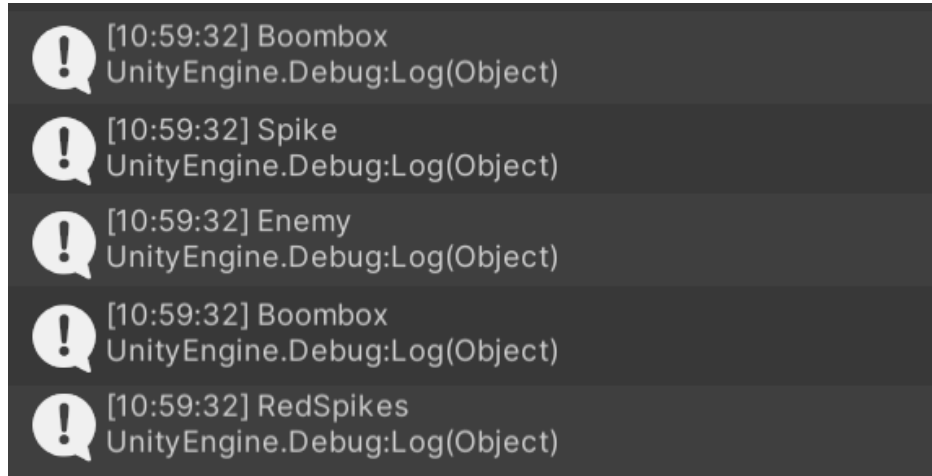 [10:59:32] Boombox
UnityEngine.Debug:Log(Object)
[10:59:32] Spike
UnityEngine.Debug:Log(Object)
[10:59:32] Enemy
UnityEngine.Debug:Log(Object)
[10:59:32] Boombox
UnityEngine.Debug:Log(Object)
[10:59:32] RedSpikes
UnityEngine.Debug:Log(Object)